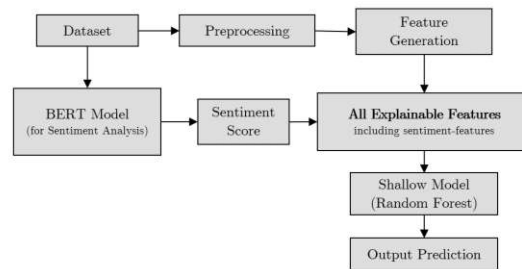 Dataset
Preprocessing
Feature
Generation
BERT Model
(for Sentiment Analysis)
Sentiment
Score
All Explainable Features
including sentiment-features
Shallow Model
(Random Forest)
Output Prediction